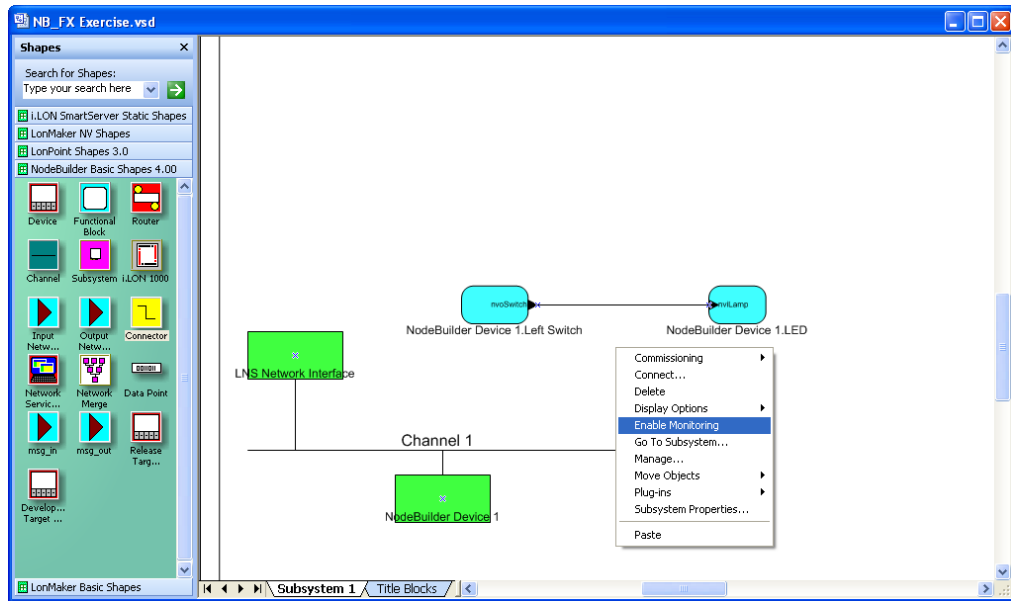 NB_FX Exercise.vsd
Shapes
Search for Shapes:
Type your search here
i.LON SmartServer Static Shapes
LonMaker NV Shapes
LonPoint Shapes 3.0
NodeBuilder Basic Shapes 4.00
Device
Functional Block
Router
Channel
Subsystem
i.LON 1000
Input Netw...
Output Netw...
Connector
Network Servic...
Network Merge
Data Point
msg_in
msg_out
Release Targ...
Develop... Target ...
LonMaker Basic Shapes
nvoSwitch
nviLamp
NodeBuilder Device 1.Left Switch
NodeBuilder Device 1.LED
LNS Network Interface
Channel 1
NodeBuilder Device 1
Commissioning
Connect...
Delete
Display Options
Enable Monitoring
Go To Subsystem...
Manage...
Move Objects
Plug-ins
Subsystem Properties...
Paste
Subsystem 1
Title Blocks